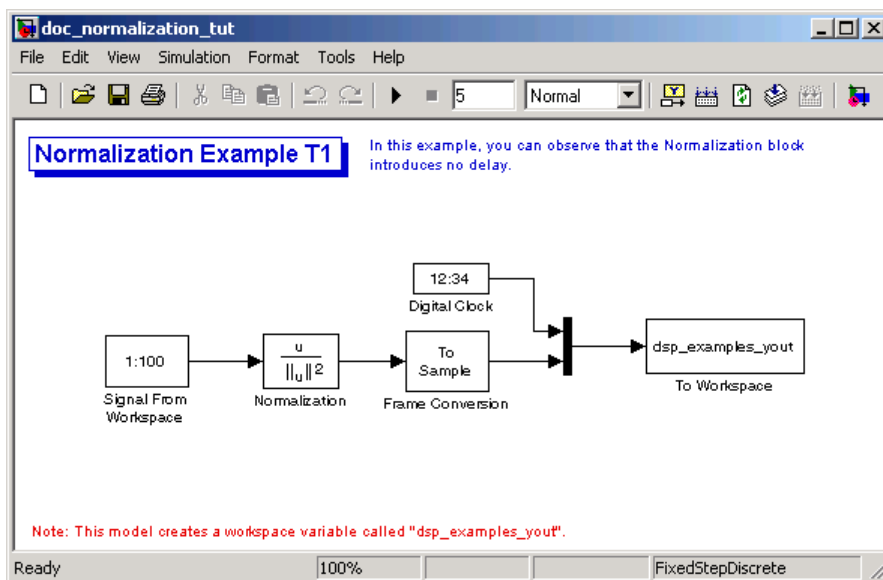 doc_normalization_tut
File Edit View Simulation Format Tools Help
5 Normal
Normalization Example T1
In this example, you can observe that the Normalization block
introduces no delay.
12:34
Digital Clock
1:100
Signal From
Workspace
u
||u||2
Normalization
To
Sample
Frame Conversion
dsp_examples_yout
To Workspace
Note: This model creates a workspace variable called "dsp_examples_yout".
Ready 100% FixedStepDiscrete